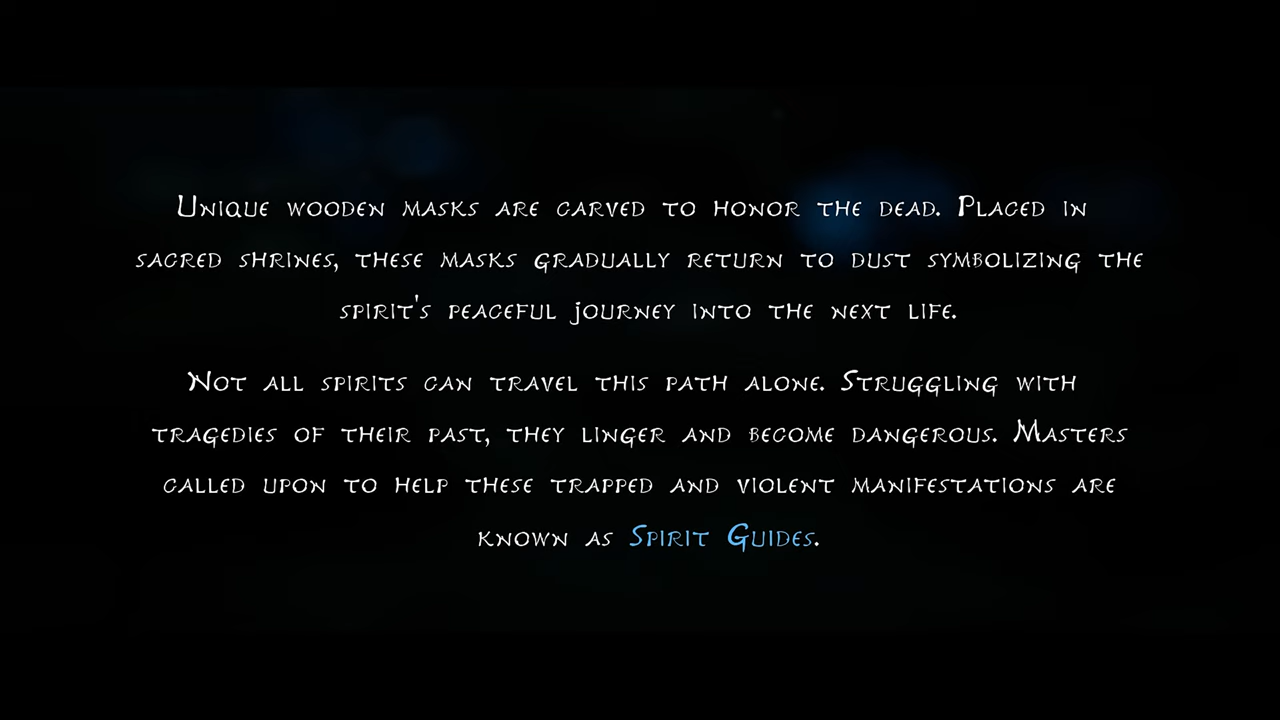 Unique wooden masks are carved to honor the dead. Placed in
sacred shrines, these masks gradually return to dust symbolizing the
spirit's peaceful journey into the next life.
Not all spirits can travel this path alone. Struggling with
tragedies of their past, they linger and become dangerous. Masters
called upon to help these trapped and violent manifestations are
known as Spirit Guides.